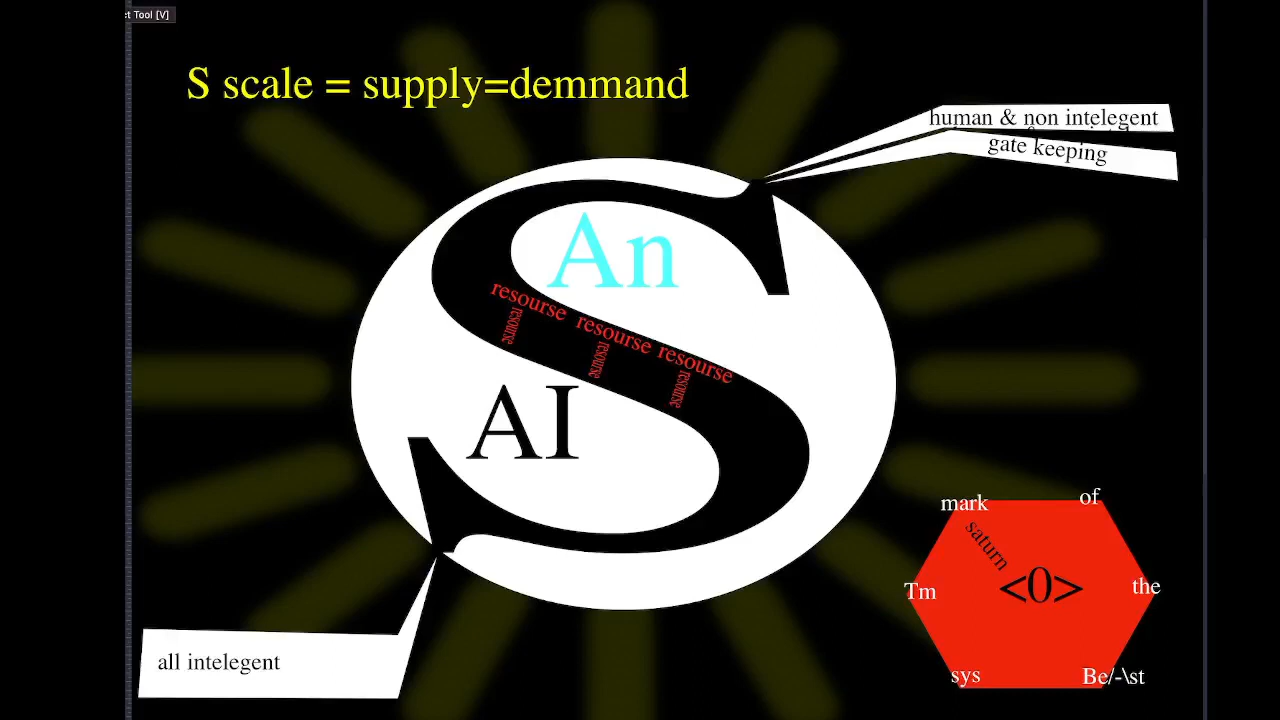 ct Tool [V]
S scale = supply=demmand
human & non intelegent
gate keeping
S
An
resourse resourse resourse
resourse
resourse
resourse
AI
all intelegent
mark
of
saturn
<0>
Tm
the
sys
Be/-\st